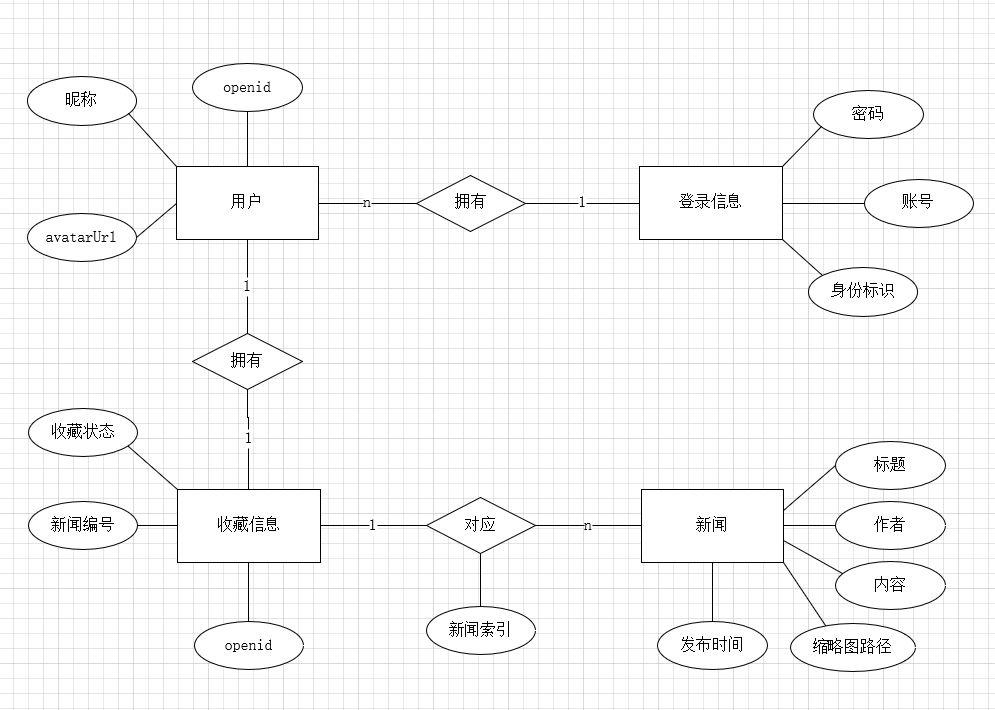 昵称
openid
密码
用户
n
拥有
1
登录信息
账号
avatarUrl
身份标识
1
拥有
收藏状态
1
标题
新闻编号
收藏信息
1
对应
n
新闻
作者
内容
新闻索引
openid
发布时间
缩略图路径